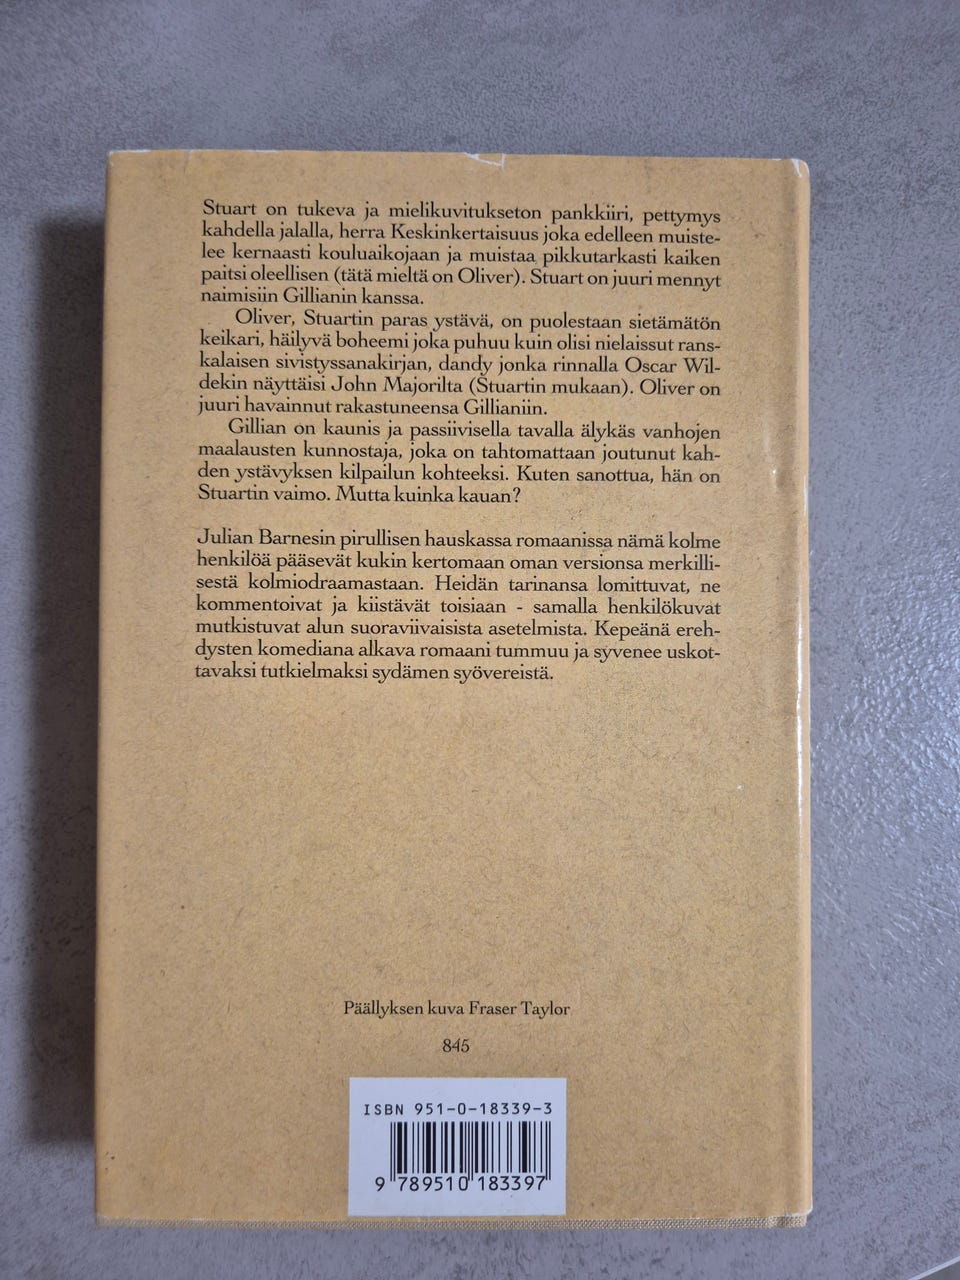 Stuart on tukeva ja mielikuvitukseton pankkiiri, pettymys
kahdella jalalla, herra Keskinkertaisuus joka edelleen muiste-
lee kernaasti kouluaikojaan ja muistaa pikkutarkasti kaiken
paitsi oleellisen (tätä mieltä on Oliver). Stuart on juuri mennyt
naimisiin Gillianin kanssa.
Oliver, Stuartin paras ystävä, on puolestaan sietämätön
keikari, häilyvä boheemi joka puhuu kuin olisi nielaissut rans-
kalaisen sivistyssanakirjan, dandy jonka rinnalla Oscar Wil-
dekin näyttäisi John Majorilta (Stuartin mukaan). Oliver on
juuri havainnut rakastuneensa Gillianiin.
Gillian on kaunis ja passiivisella tavalla älykäs vanhojen
maalausten kunnostaja, joka on tahtomattaan joutunut kah-
den ystävyksen kilpailun kohteeksi. Kuten sanottua, hän on
Stuartin vaimo. Mutta kuinka kauan?
Julian Barnesin pirullisen hauskassa romaanissa nämä kolme
henkilöä pääsevät kukin kertomaan oman versionsa merkilli-
sestä kolmiodraamastaan. Heidän tarinansa lomittuvat, ne
kommentoivat ja kiistävät toisiaan - samalla henkilökuvat
mutkistuvat alun suoraviivaisista asetelmista. Kepeänä ereh-
dysten komediana alkava romaani tummuu ja syvenee uskot-
tavaksi tutkielmaksi sydämen syövereistä.
Päällyksen kuva Fraser Taylor
845
ISBN 951-0-18339-3
9 789510 183397